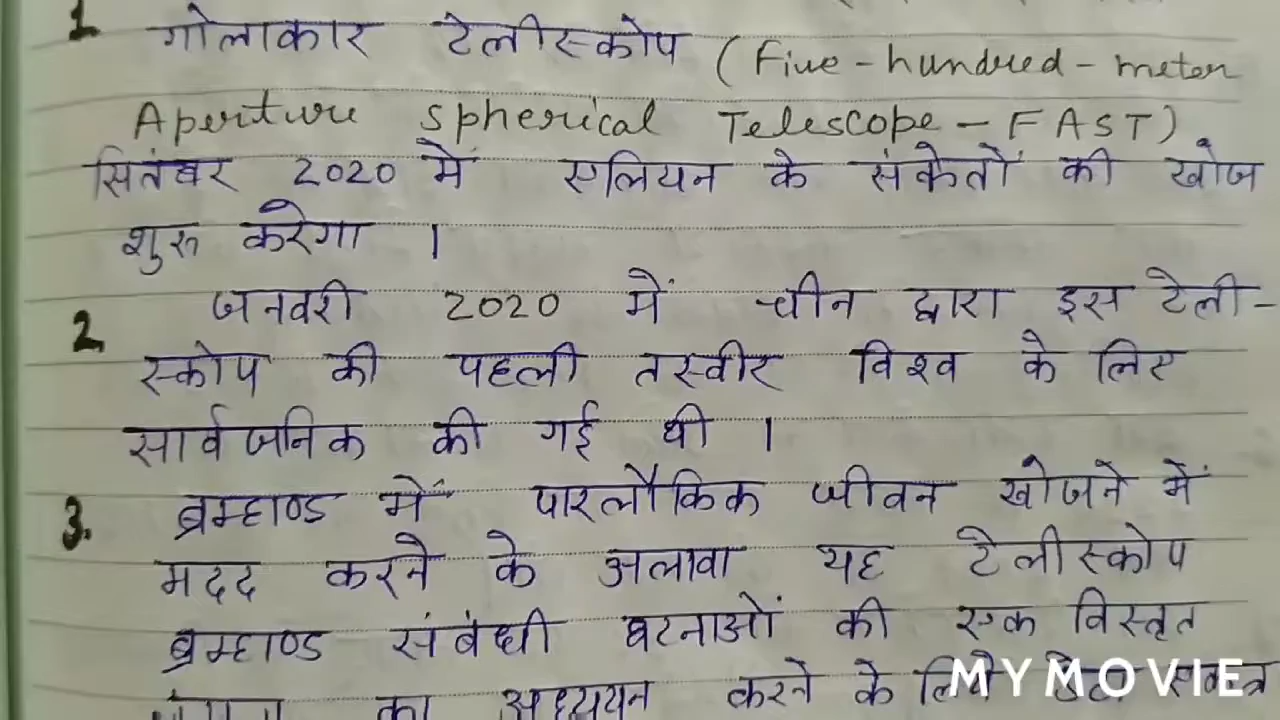 1. गोलाकार टेलीस्कोप (Five-hundred-meter
Aperture Spherical Telescope-FAST)
सितंबर 2020 में एलियन के संकेतों की खोज
शुरू करेगा ।
2. जनवरी 2020 में चीन द्वारा इस टेली-
स्कोप की पहली तस्वीर विश्व के लिए
सार्वजनिक की गई थी ।
3. ब्रम्हाण्ड में पारलौकिक जीवन खोजने में
मदद करने के अलावा यह टेलीस्कोप
ब्रम्हाण्ड संबंधी घटनाओं की एक विस्तृत
का अध्ययन करने के लिये
MYMOVIE